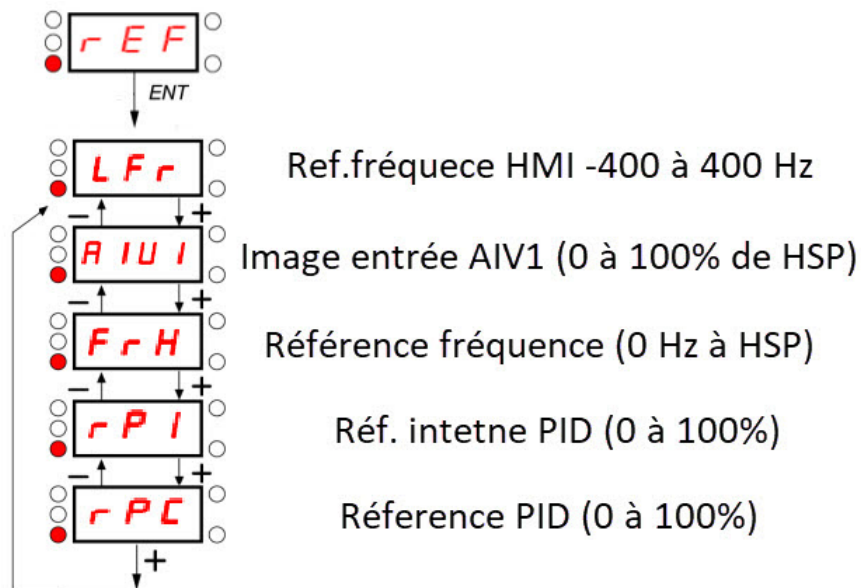 rEF
ENT
LFr Ref.fréquece HMI -400 à 400 Hz
- +
AIU1 Image entrée AIV1 (0 à 100% de HSP)
- +
FrH Référence fréquence (0 Hz à HSP)
- +
rPI Réf. intetne PID (0 à 100%)
- +
rPC Réference PID (0 à 100%)
+